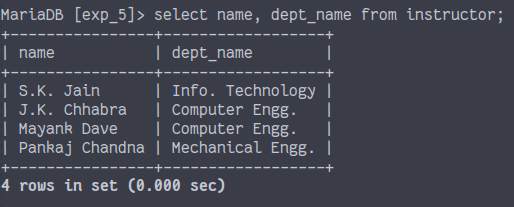 MariaDB [exp_5]> select name, dept_name from instructor;
+---------------+------------------+
| name          | dept_name        |
+---------------+------------------+
| S.K. Jain     | Info. Technology |
| J.K. Chhabra  | Computer Engg.   |
| Mayank Dave   | Computer Engg.   |
| Pankaj Chandna | Mechanical Engg. |
+---------------+------------------+
4 rows in set (0.000 sec)